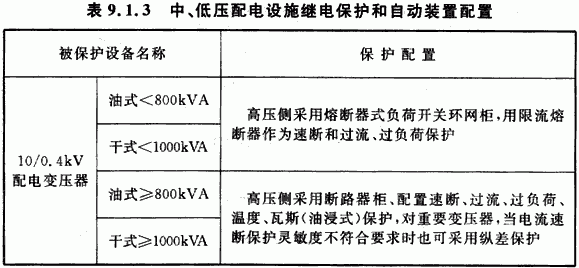 表9.1.3 中、低压配电设施继电保护和自动装置配置
被保护设备名称
保护配置
10/0.4kV
配电变压器
油式<800kVA
干式<1000kVA
高压侧采用熔断器式负荷开关环网柜,用限流熔
断器作为速断和过流、过负荷保护
油式≥800kVA
干式≥1000kVA
高压侧采用断路器柜、配置速断、过流、过负荷、
温度、瓦斯(油浸式)保护,对重要变压器,当电流速
断保护灵敏度不符合要求时也可采用纵差保护